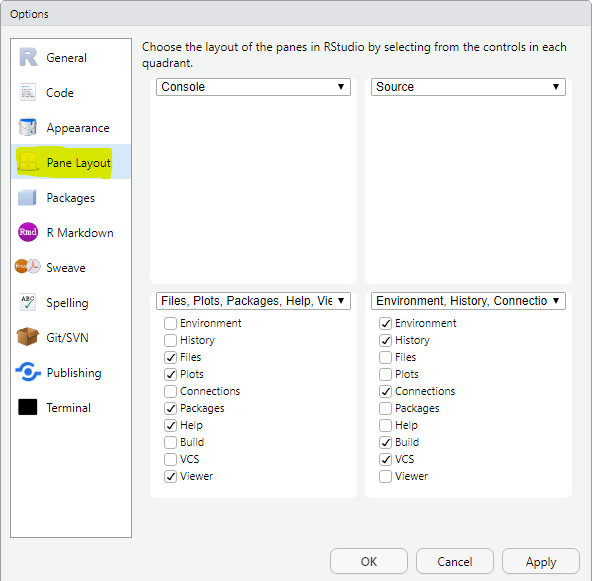 Options
General
Code
Appearance
Pane Layout
Packages
Rmd R Markdown
Sweave
ABC Spelling
Git/SVN
Publishing
Terminal
Choose the layout of the panes in RStudio by selecting from the controls in each
quadrant.
Console
Source
Files, Plots, Packages, Help, Vie
Environment
History
Files
Plots
Connections
Packages
Help
Build
VCS
Viewer
Environment, History, Connectio
Environment
History
Files
Plots
Connections
Packages
Help
Build
VCS
Viewer
OK
Cancel
Apply